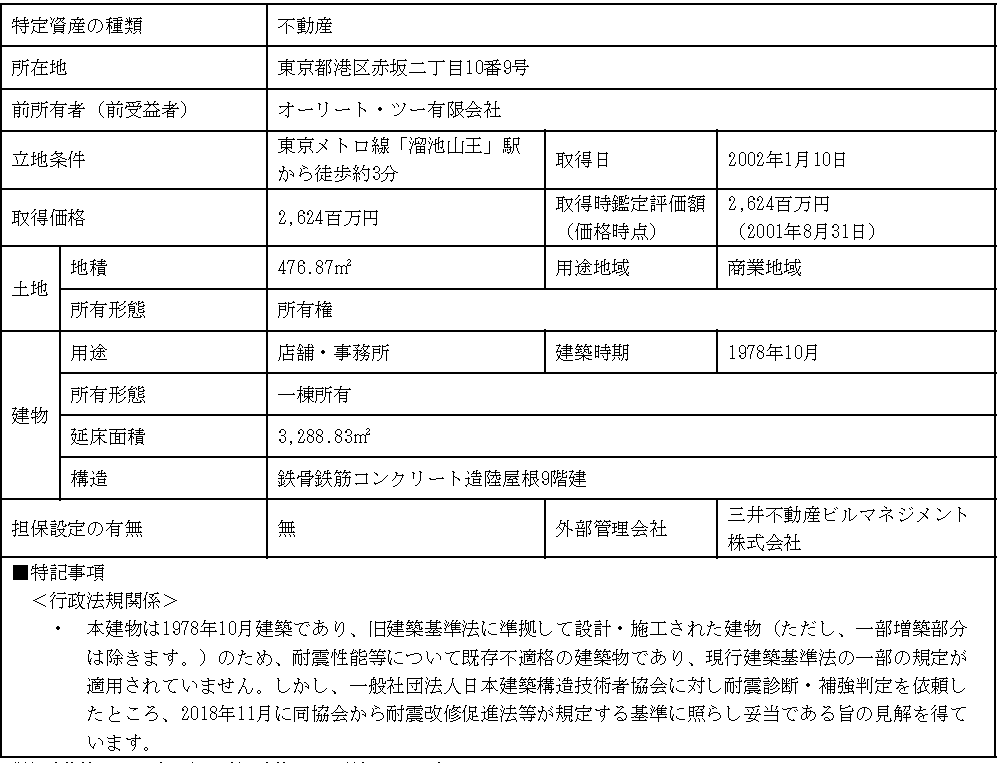 特定資産の種類 不動産
所在地 東京都港区赤坂二丁目10番9号
前所有者（前受益者） オーリート・ツー有限会社
立地条件 東京メトロ線「溜池山王」駅から徒歩約3分 取得日 2002年1月10日
取得価格 2,624百万円 取得時鑑定評価額（価格時点） 2,624百万円（2001年8月31日）
土地 地積 476.87㎡ 用途地域 商業地域
所有形態 所有権
建物 用途 店舗・事務所 建築時期 1978年10月
所有形態 一棟所有
延床面積 3,288.83㎡
構造 鉄骨鉄筋コンクリート造陸屋根9階建
担保設定の有無 無 外部管理会社 三井不動産ビルマネジメント株式会社
■特記事項
＜行政法規関係＞
・ 本建物は1978年10月建築であり、旧建築基準法に準拠して設計・施工された建物（ただし、一部増築部分
は除きます。）のため、耐震性能等について既存不適格の建築物であり、現行建築基準法の一部の規定が
適用されていません。しかし、一般社団法人日本建築構造技術者協会に対し耐震診断・補強判定を依頼し
たところ、2018年11月に同協会から耐震改修促進法等が規定する基準に照らし妥当である旨の見解を得て
います。